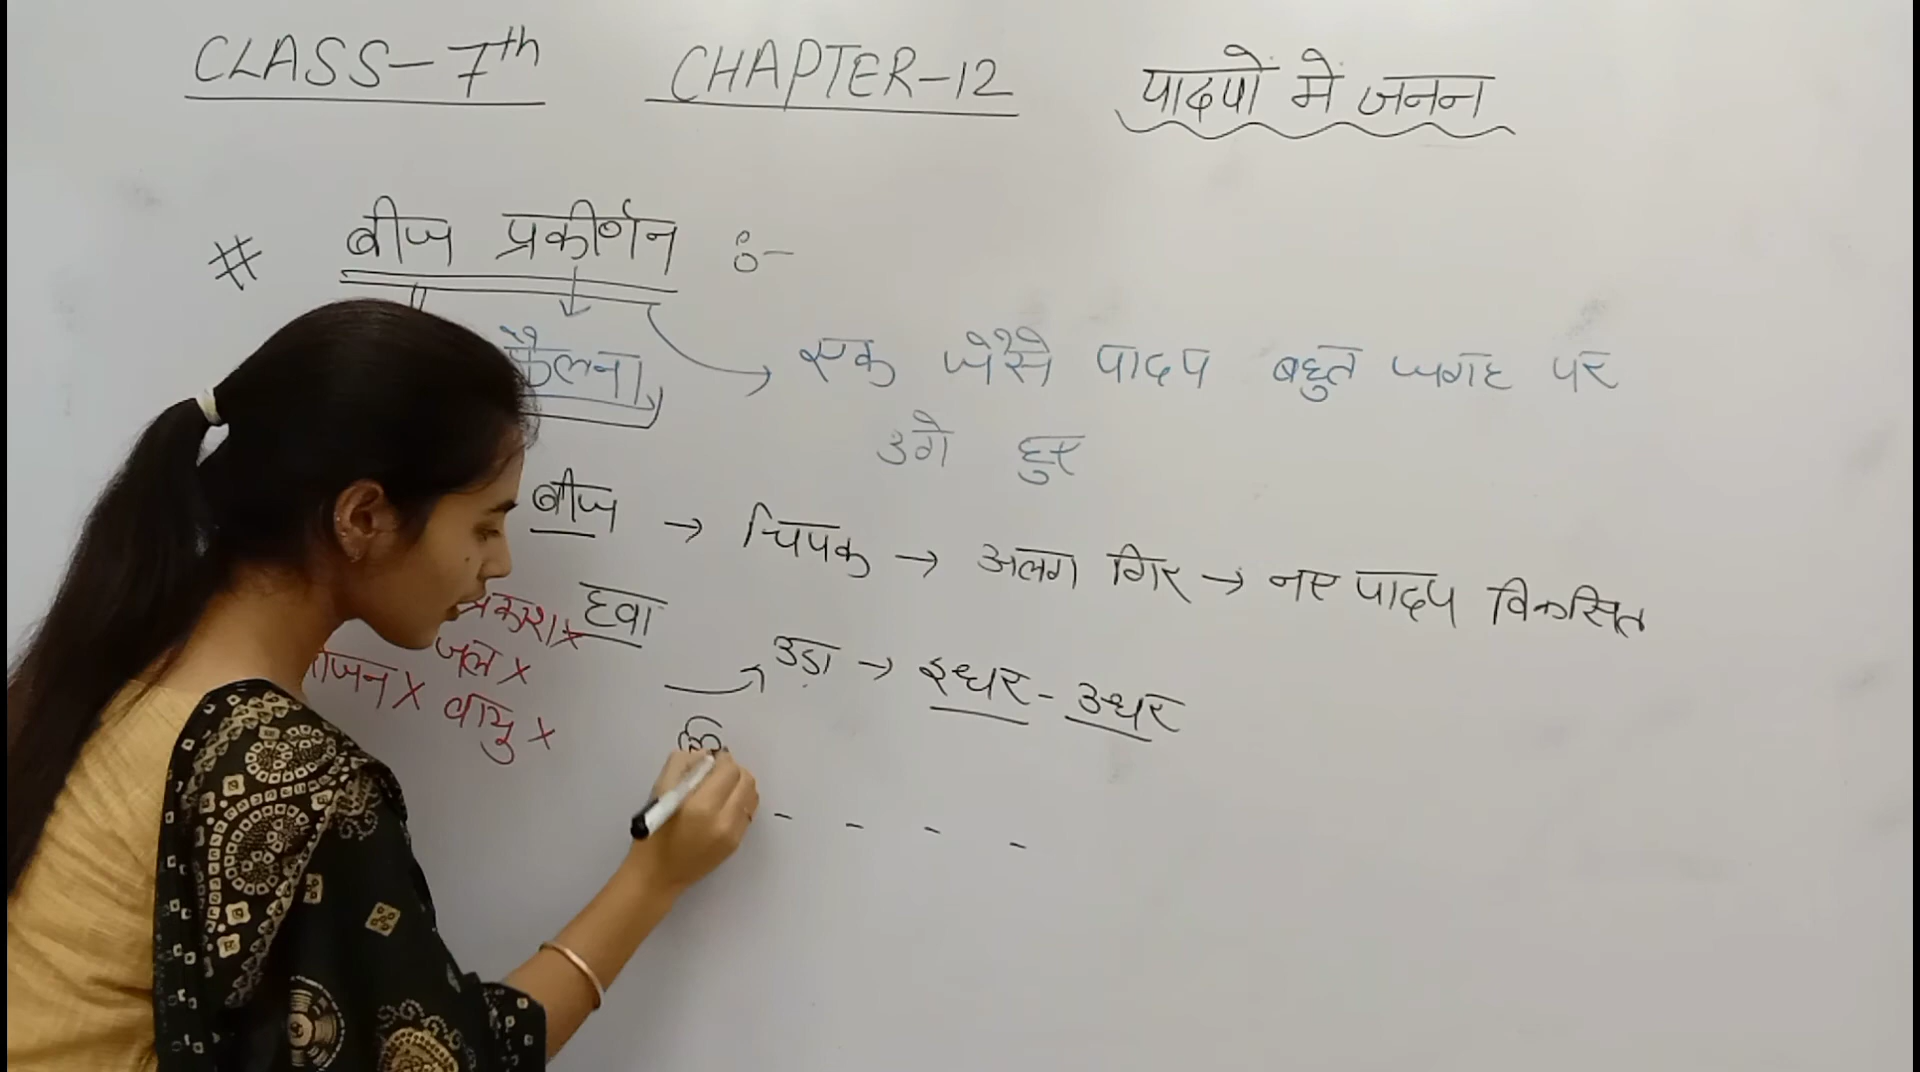 CLASS-7th CHAPTER-12 पादपों में जनन
# बीज प्रकीर्णन :-
फैलना → एक जैसे पादप बहुत जगह पर
उगे हुए
बीज → चिपक → अलग गिर → नए पादप विकसित
प्रकाश x हवा
जल x उड़ा → इधर - उधर
x वायु x